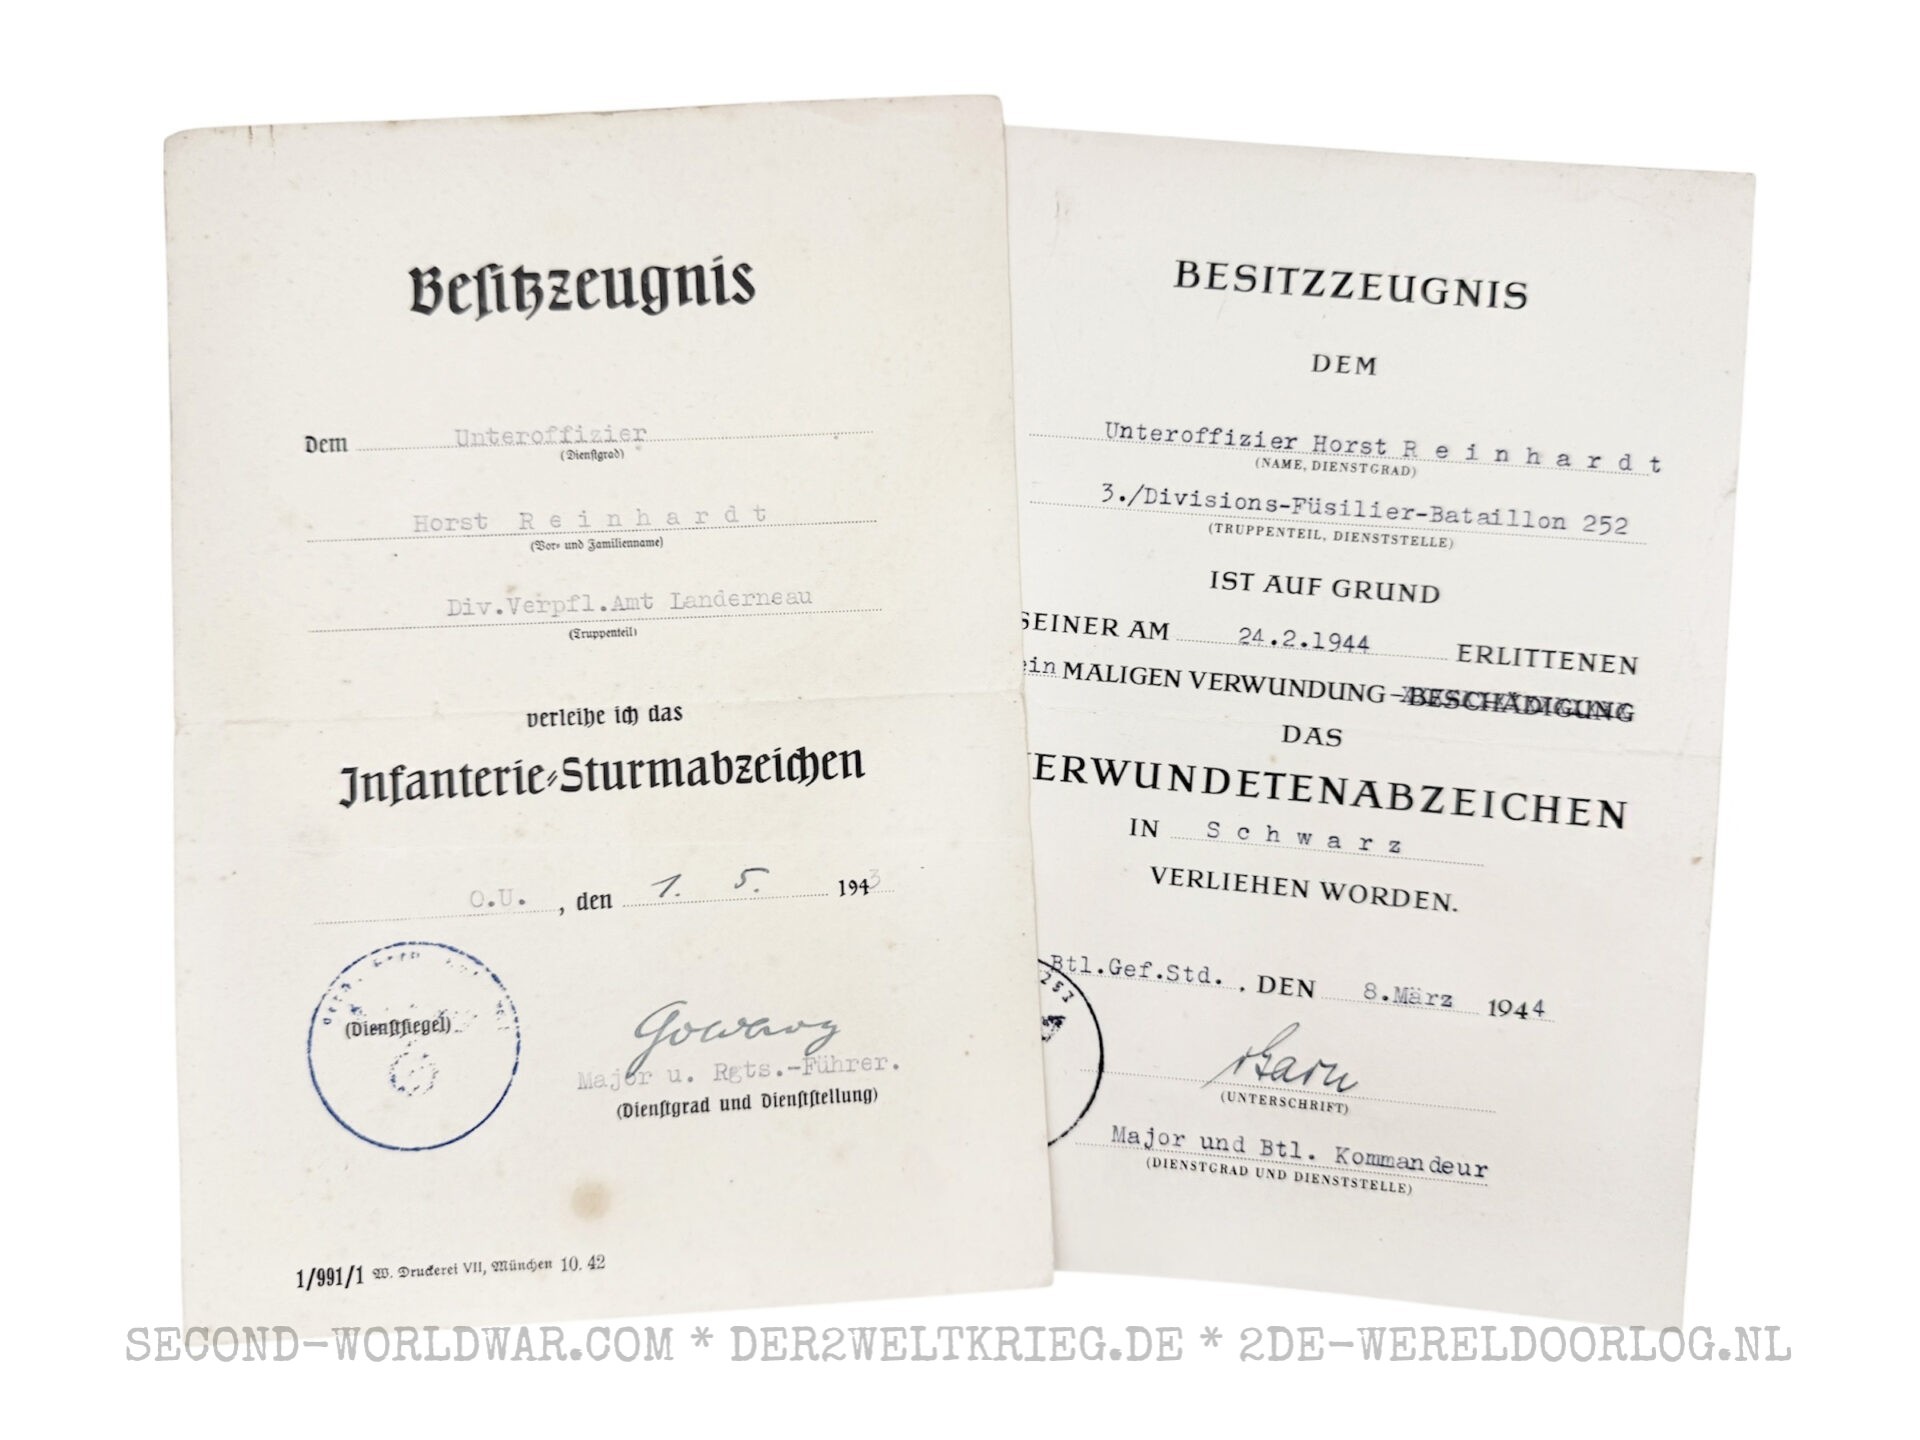 Besitzzeugnis
Dem Unteroffizier
(Dienstgrad)
Horst Reinhardt
(Vor- und Familienname)
Div.Verpfl.Amt Landerneau
(Truppenteil)
verleihe ich das
Infanterie-Sturmabzeichen
O.U. , den 1. 5. 1943
(Dienstsiegel)
Major u. Rgts.-Führer.
(Dienstgrad und Dienststellung)
1/991/1 W. Druckerei VII, München 10. 42
BESITZZEUGNIS
DEM
Unteroffizier Horst Reinhardt
(NAME, DIENSTGRAD)
3./Divisions-Füsilier-Bataillon 252
(TRUPPENTEIL, DIENSTSTELLE)
IST AUF GRUND
SEINER AM 24.2.1944 ERLITTENEN
ein MALIGEN VERWUNDUNG – BESCHÄDIGUNG
DAS
VERWUNDETENABZEICHEN
IN Schwarz
VERLIEHEN WORDEN.
Btl.Gef.Std. , DEN 8.März 1944
253
(UNTERSCHRIFT)
Major und Btl. Kommandeur
(DIENSTGRAD UND DIENSTSTELLE)
SECOND-WORLDWAR.COM * DER2WELTKRIEG.DE * 2DE-WERELDOORLOG.NL